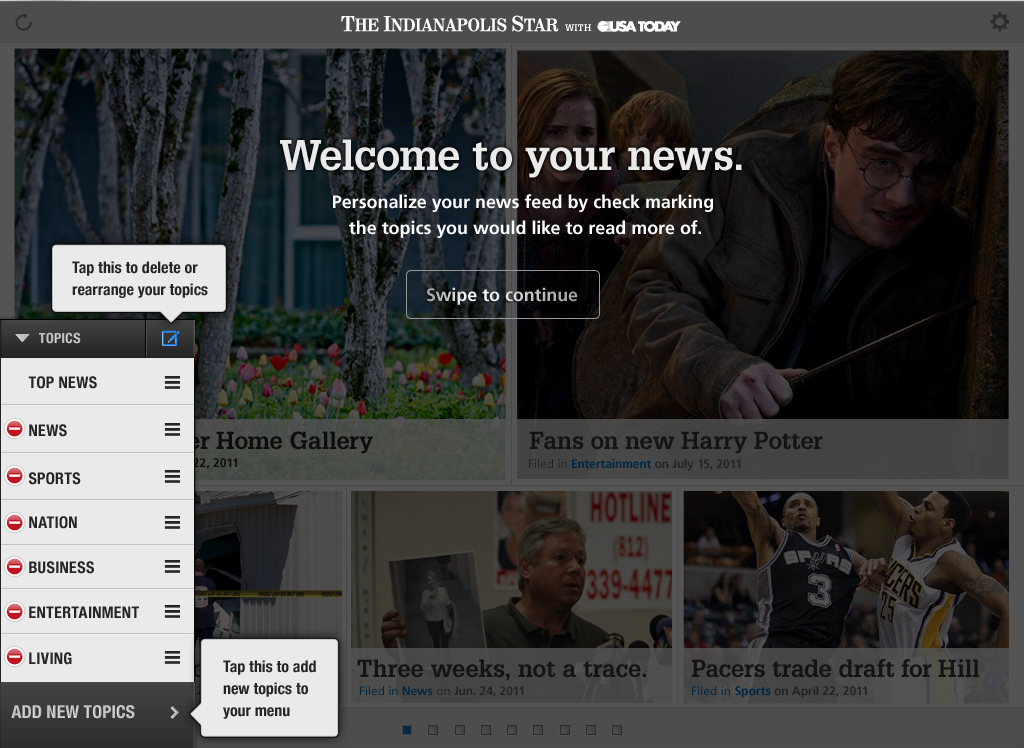 THE INDIANAPOLIS STAR WITH USA TODAY
Welcome to your news.
Personalize your news feed by check marking
the topics you would like to read more of.
Swipe to continue
Tap this to delete or
rearrange your topics
TOPICS
TOP NEWS
NEWS
SPORTS
NATION
BUSINESS
ENTERTAINMENT
LIVING
ADD NEW TOPICS
Tap this to add
new topics to
your menu
er Home Gallery
22, 2011
Fans on new Harry Potter
Filed in Entertainment on July 15, 2011
HOTLINE
(812)
339-4477
Three weeks, not a trace.
Filed in News on Jun. 24, 2011
SPURS
3
PACERS
25
Pacers trade draft for Hill
Filed in Sports on April 22, 2011